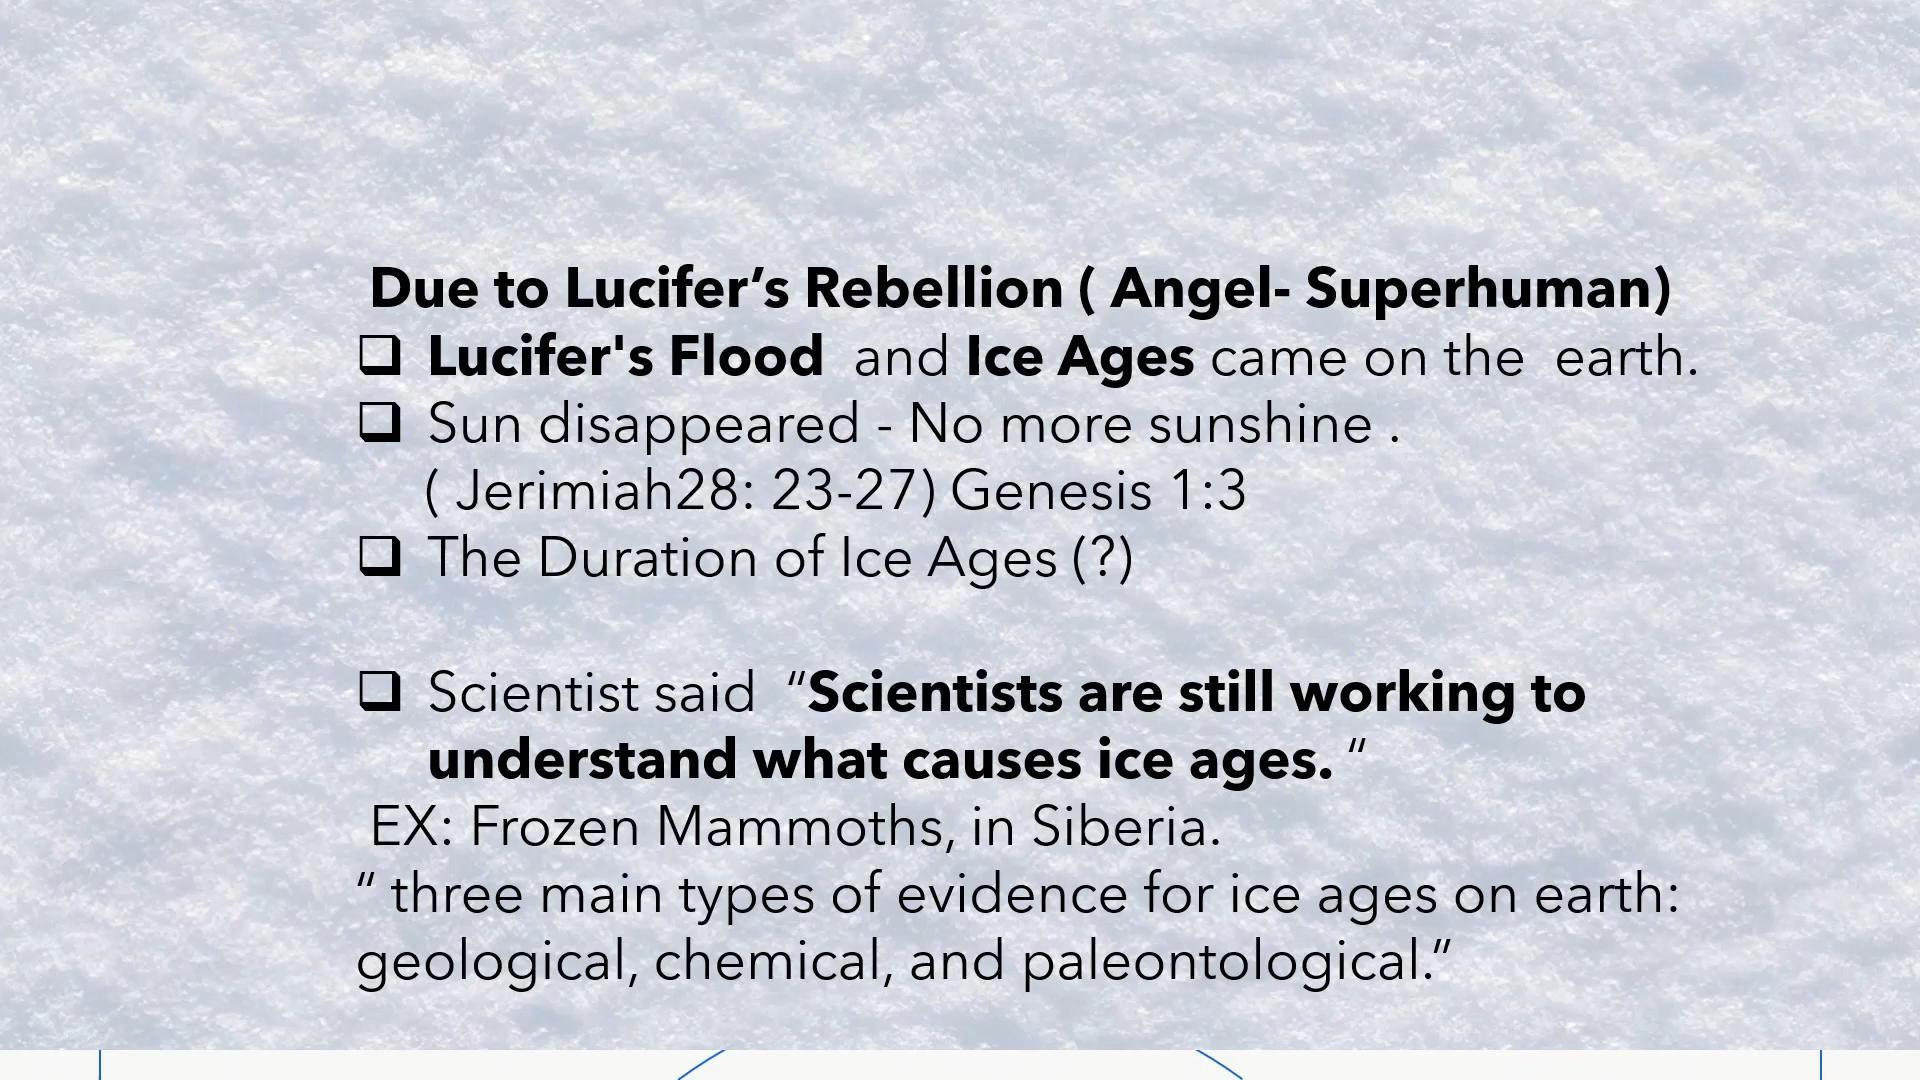 Due to Lucifer’s Rebellion ( Angel- Superhuman)
❑ Lucifer's Flood  and Ice Ages came on the  earth.
❑ Sun disappeared - No more sunshine .
( Jerimiah28: 23-27) Genesis 1:3
❑ The Duration of Ice Ages (?)
❑ Scientist said  “Scientists are still working to
understand what causes ice ages. “
EX: Frozen Mammoths, in Siberia.
“ three main types of evidence for ice ages on earth:
geological, chemical, and paleontological.”